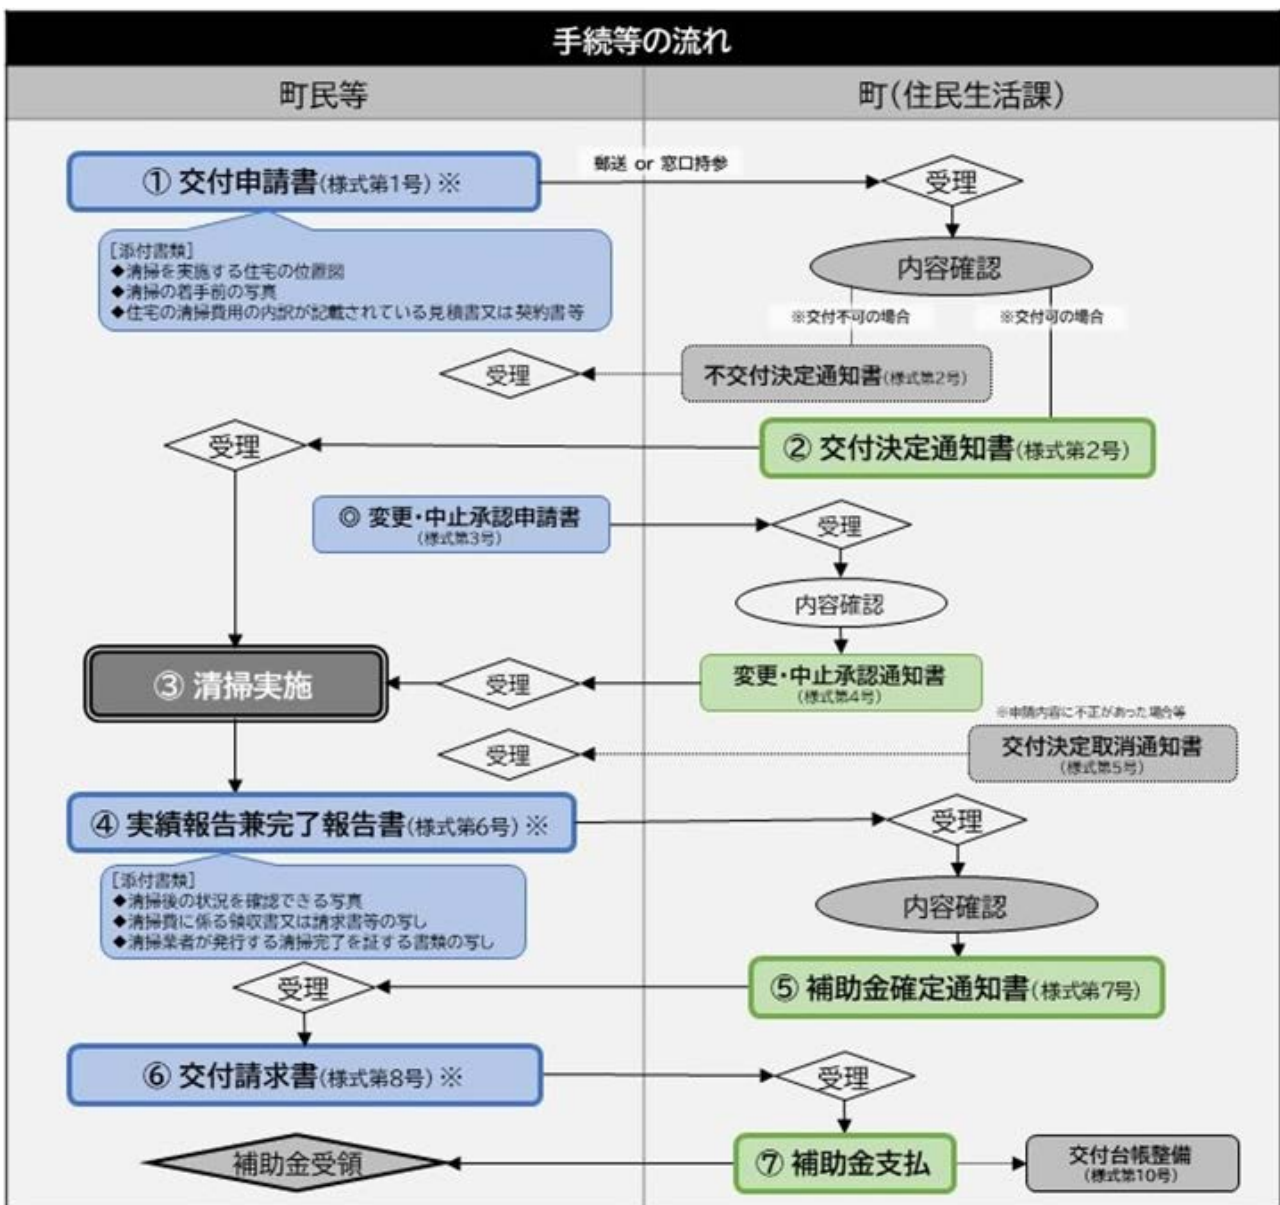 手続等の流れ
町民等
町(住民生活課)
① 交付申請書(様式第1号)※
郵送 or 窓口持参
受理
[添付書類]
◆清掃を実施する住宅の位置図
◆清掃の着手前の写真
◆住宅の清掃費用の内訳が記載されている見積書又は契約書等
内容確認
※交付不可の場合
※交付可の場合
受理
不交付決定通知書(様式第2号)
受理
② 交付決定通知書(様式第2号)
◎ 変更・中止承認申請書
(様式第3号)
受理
内容確認
③ 清掃実施
受理
変更・中止承認通知書
(様式第4号)
※申請内容に不正があった場合等
受理
交付決定取消通知書
(様式第5号)
④ 実績報告兼完了報告書(様式第6号)※
受理
[添付書類]
◆清掃後の状況を確認できる写真
◆清掃費に係る領収書又は請求書等の写し
◆清掃業者が発行する清掃完了を証する書類の写し
内容確認
受理
⑤ 補助金確定通知書(様式第7号)
⑥ 交付請求書(様式第8号)※
受理
補助金受領
⑦ 補助金支払
交付台帳整備
(様式第10号)